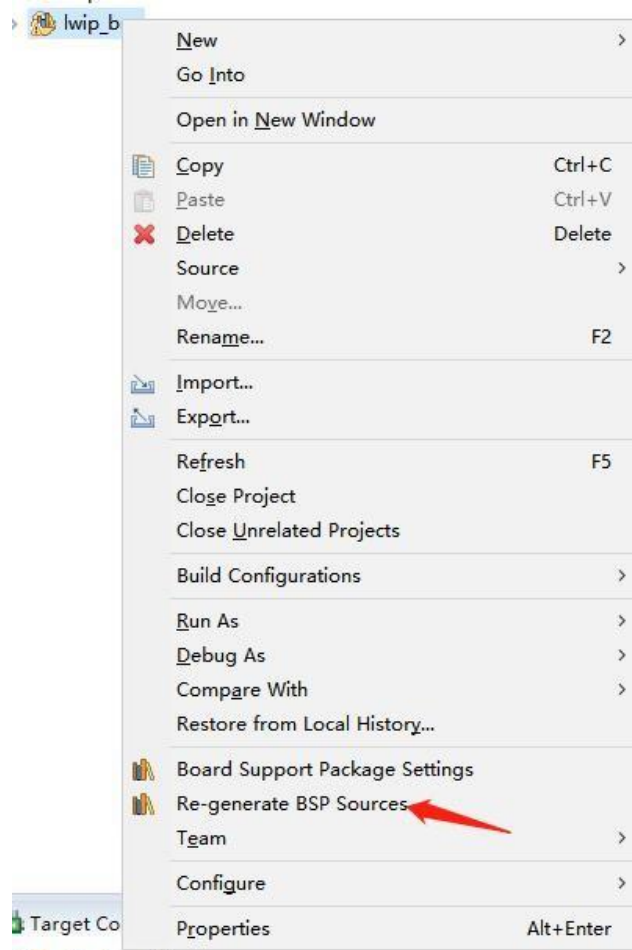 lwip_b
New
Go Into
Open in New Window
Copy Ctrl+C
Paste Ctrl+V
Delete Delete
Source
Move...
Rename... F2
Import...
Export...
Refresh F5
Close Project
Close Unrelated Projects
Build Configurations
Run As
Debug As
Compare With
Restore from Local History...
Board Support Package Settings
Re-generate BSP Sources
Team
Configure
Target Co
Properties Alt+Enter